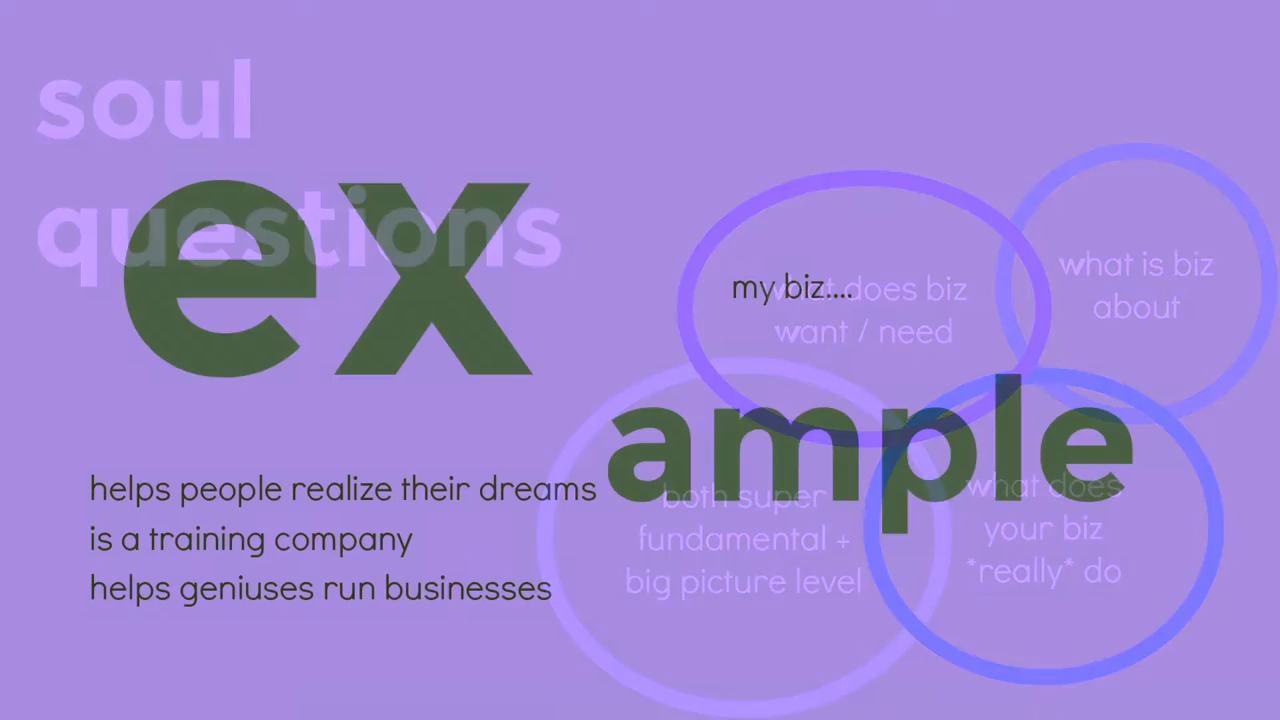 soul
questions
ex
ample
my biz....
what does biz
want / need
what is biz
about
both super
fundamental +
big picture level
what does
your biz
*really* do
helps people realize their dreams
is a training company
helps geniuses run businesses